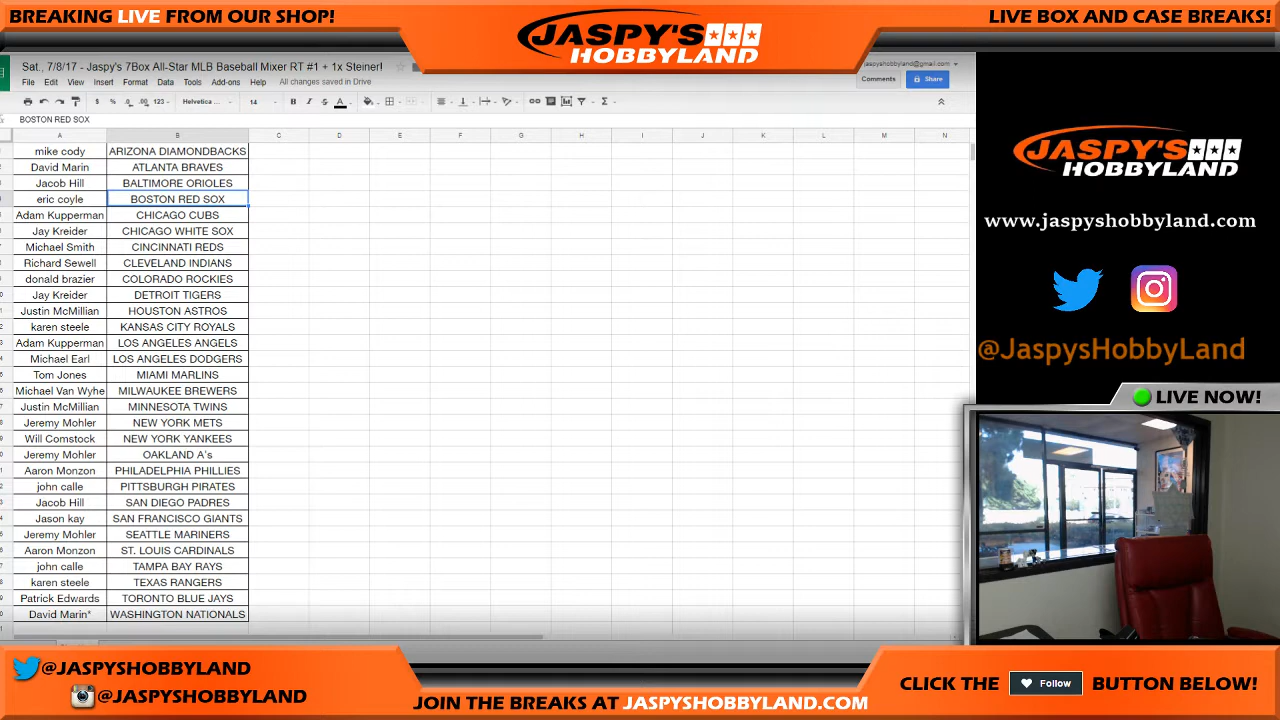 BREAKING LIVE FROM OUR SHOP!
JASPY'S
HOBBYLAND
LIVE BOX AND CASE BREAKS!
Sat., 7/8/17 - Jaspy's 7Box All-Star MLB Baseball Mixer RT #1 + 1x Steiner!
jaspyshobbyland@gmail.com
File Edit View Insert Format Data Tools Add-ons Help All changes saved in Drive
Comments Share
$ % .0 .00 123 Helvetica ... 14 B I S A
BOSTON RED SOX
A B C D E F G H I J K L M N
mike cody ARIZONA DIAMONDBACKS
David Marin ATLANTA BRAVES
Jacob Hill BALTIMORE ORIOLES
eric coyle BOSTON RED SOX
Adam Kupperman CHICAGO CUBS
Jay Kreider CHICAGO WHITE SOX
Michael Smith CINCINNATI REDS
Richard Sewell CLEVELAND INDIANS
donald brazier COLORADO ROCKIES
Jay Kreider DETROIT TIGERS
Justin McMillian HOUSTON ASTROS
karen steele KANSAS CITY ROYALS
Adam Kupperman LOS ANGELES ANGELS
Michael Earl LOS ANGELES DODGERS
Tom Jones MIAMI MARLINS
Michael Van Wyhe MILWAUKEE BREWERS
Justin McMillian MINNESOTA TWINS
Jeremy Mohler NEW YORK METS
Will Comstock NEW YORK YANKEES
Jeremy Mohler OAKLAND A's
Aaron Monzon PHILADELPHIA PHILLIES
john calle PITTSBURGH PIRATES
Jacob Hill SAN DIEGO PADRES
Jason kay SAN FRANCISCO GIANTS
Jeremy Mohler SEATTLE MARINERS
Aaron Monzon ST. LOUIS CARDINALS
john calle TAMPA BAY RAYS
karen steele TEXAS RANGERS
Patrick Edwards TORONTO BLUE JAYS
David Marin* WASHINGTON NATIONALS
JASPY'S
HOBBYLAND
www.jaspyshobbyland.com
@JaspysHobbyLand
LIVE NOW!
@JASPYSHOBBYLAND
@JASPYSHOBBYLAND
JOIN THE BREAKS AT JASPYSHOBBYLAND.COM
CLICK THE Follow BUTTON BELOW!